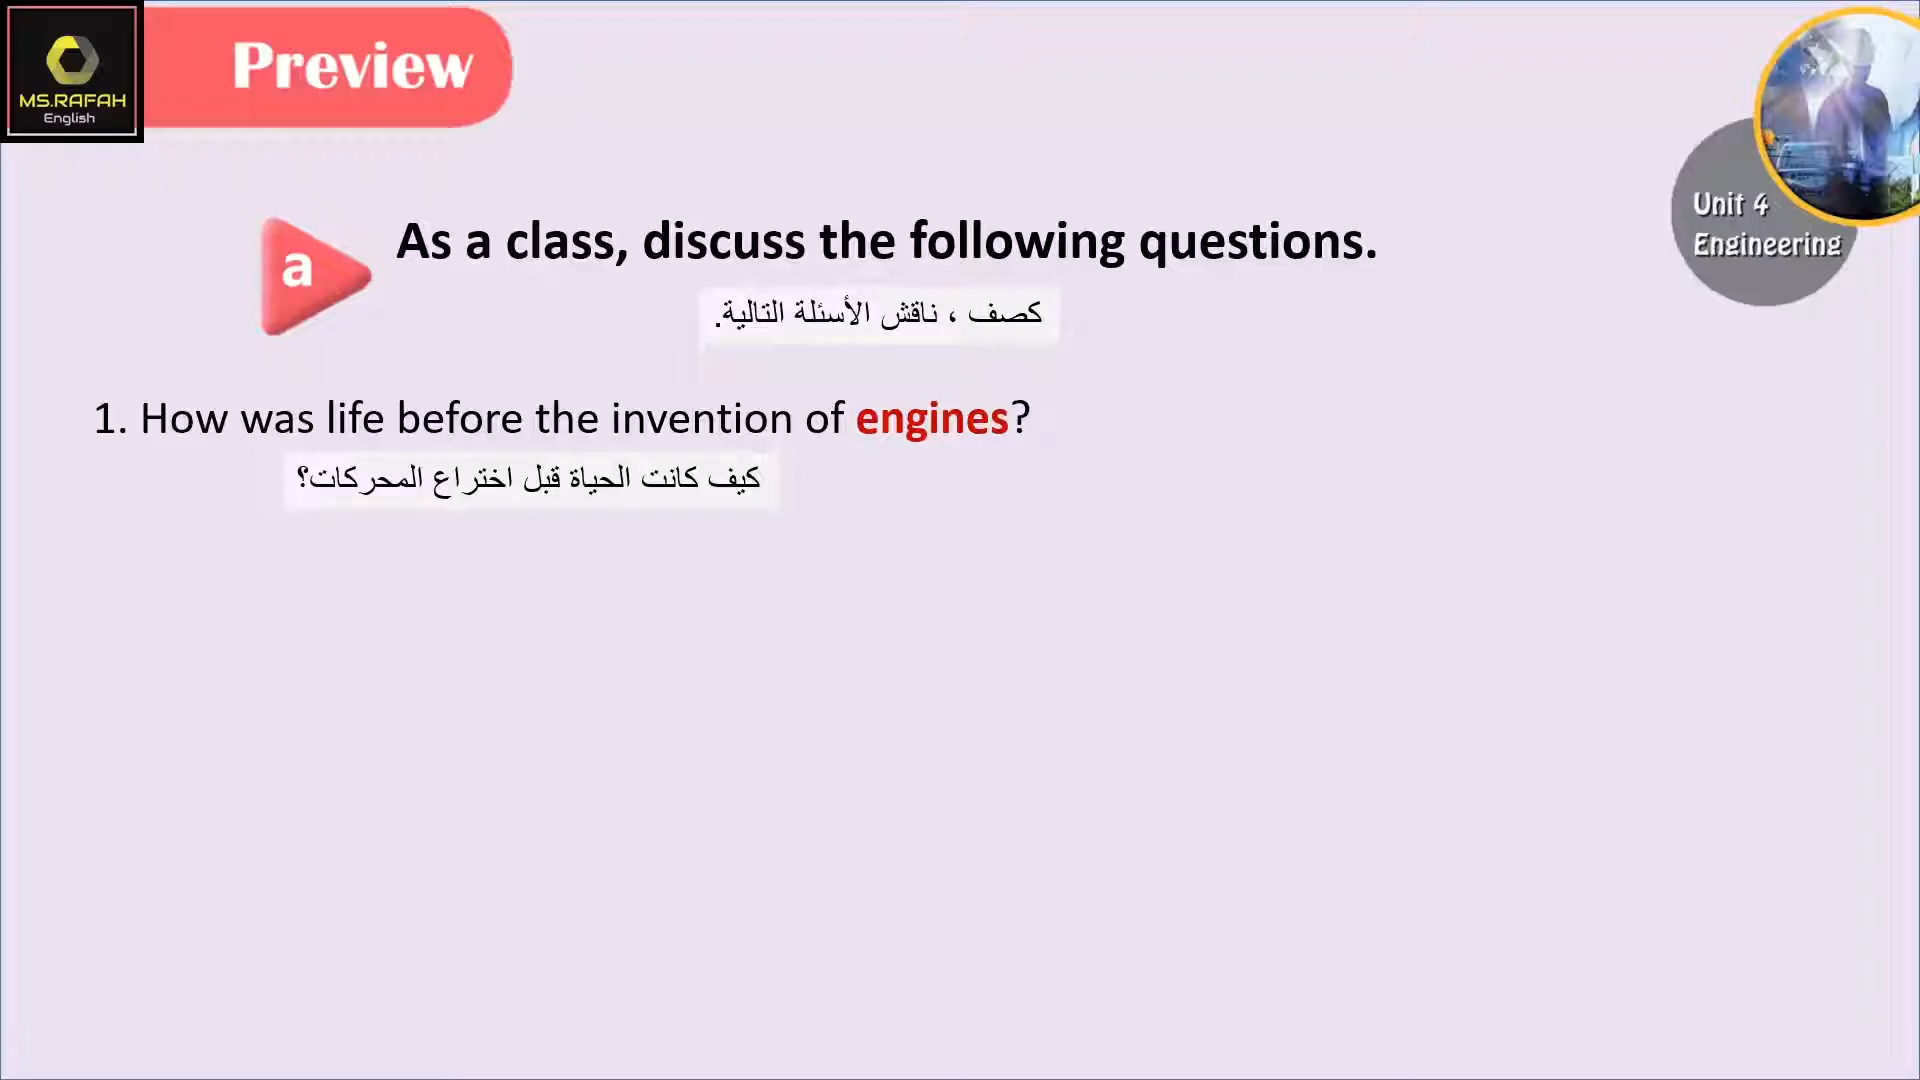 MS.RAFAH
English
Preview
Unit 4
Engineering
a
As a class, discuss the following questions.
كصف ، ناقش الأسئلة التالية.
1. How was life before the invention of engines?
كيف كانت الحياة قبل اختراع المحركات؟